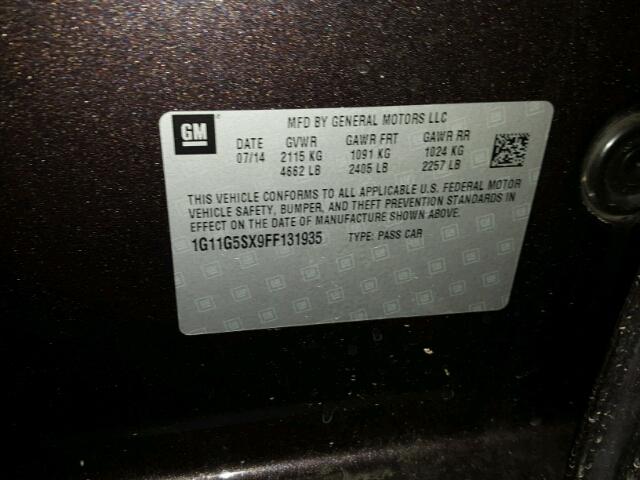 GM
MFD BY GENERAL MOTORS LLC
DATE GVWR GAWR FRT GAWR RR
07/14 2115 KG 1091 KG 1024 KG
4662 LB 2405 LB 2257 LB
THIS VEHICLE CONFORMS TO ALL APPLICABLE U.S. FEDERAL MOTOR
VEHICLE SAFETY, BUMPER, AND THEFT PREVENTION STANDARDS IN
EFFECT ON THE DATE OF MANUFACTURE SHOWN ABOVE.
1G11G5SX9FF131935 TYPE: PASS CAR